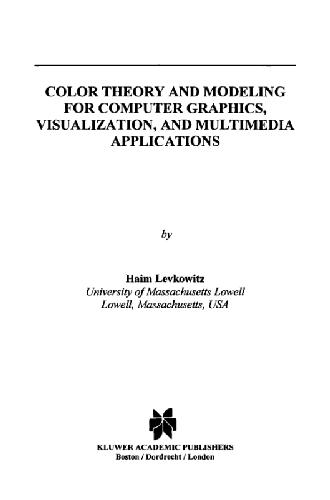 COLOR THEORY AND MODELING
FOR COMPUTER GRAPHICS,
VISUALIZATION, AND MULTIMEDIA
APPLICATIONS
by
Haim Levkowitz
University of Massachusetts Lowell
Lowell, Massachusetts, USA
KLUWER ACADEMIC PUBLISHERS
Boston / Dordrecht / London